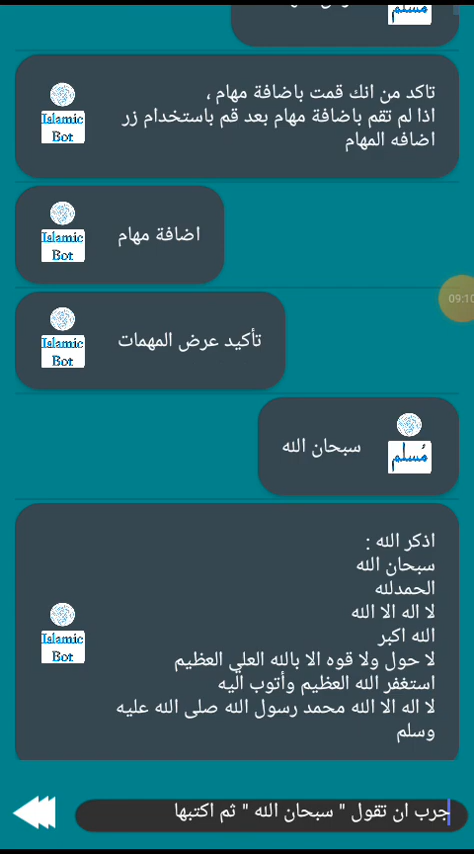 مُسلم
تاكد من انك قمت باضافة مهام ،
اذا لم تقم باضافة مهام بعد قم باستخدام زر
اضافه المهام
Islamic
Bot
اضافة مهام
Islamic
Bot
09:10
تأكيد عرض المهمات
Islamic
Bot
سبحان الله
مُسلم
اذكر الله :
سبحان الله
الحمدلله
لا اله الا الله
الله اكبر
لا حول ولا قوه الا بالله العلي العظيم
استغفر الله العظيم وأتوب اليه
لا اله الا الله محمد رسول الله صلى الله عليه
وسلم
Islamic
Bot
جرب ان تقول " سبحان الله " ثم اكتبها